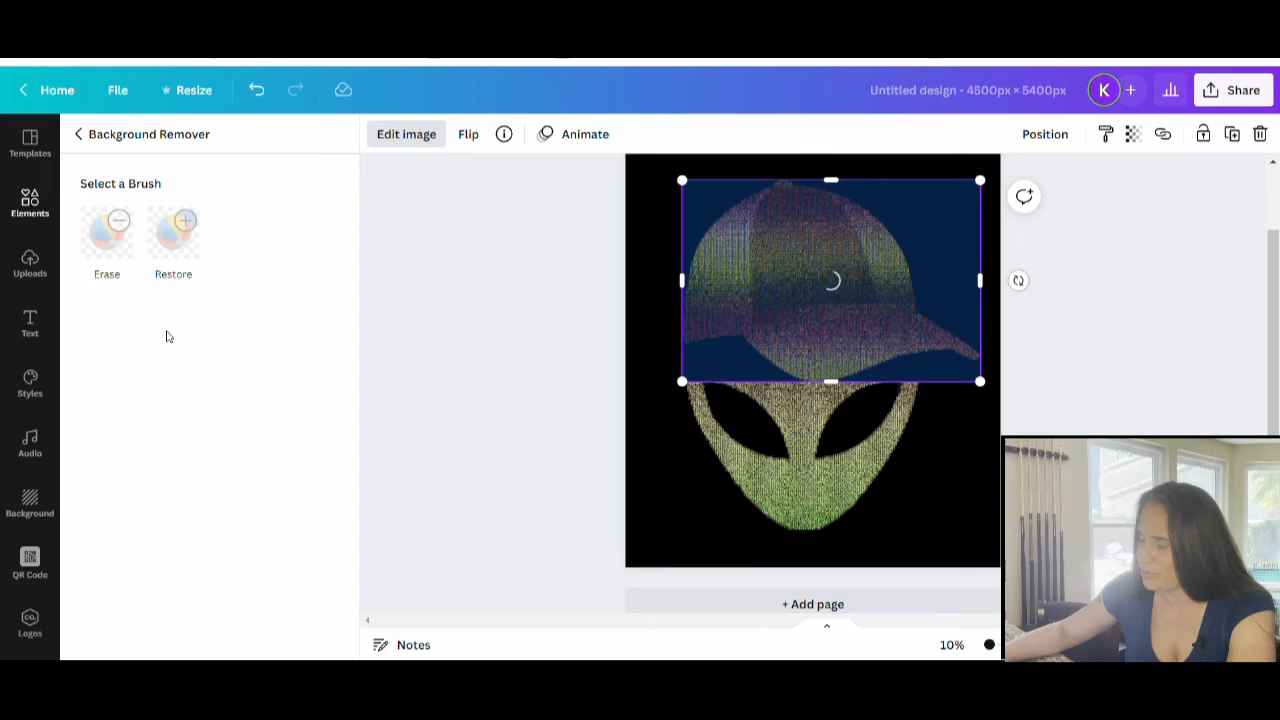 Home File Resize Untitled design - 4500px × 5400px K + Share
Background Remover Edit image Flip Animate Position
Templates
Select a Brush
Elements
Erase Restore
Uploads
Text
Styles
Audio
Background
QR Code
+ Add page
CO.
Logos
Notes 10%